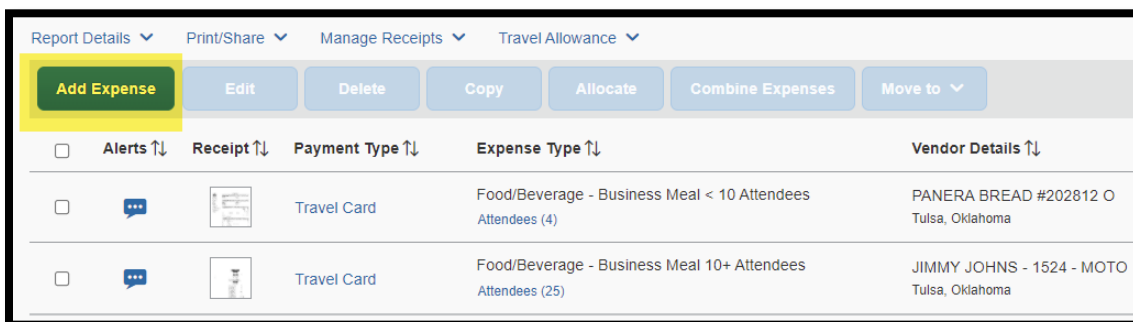 Report Details Print/Share Manage Receipts Travel Allowance
Add Expense Edit Delete Copy Allocate Combine Expenses Move to
Alerts Receipt Payment Type Expense Type Vendor Details
Travel Card Food/Beverage - Business Meal < 10 Attendees PANERA BREAD #202812 O
Attendees (4) Tulsa, Oklahoma
Travel Card Food/Beverage - Business Meal 10+ Attendees JIMMY JOHNS - 1524 - MOTO
Attendees (25) Tulsa, Oklahoma